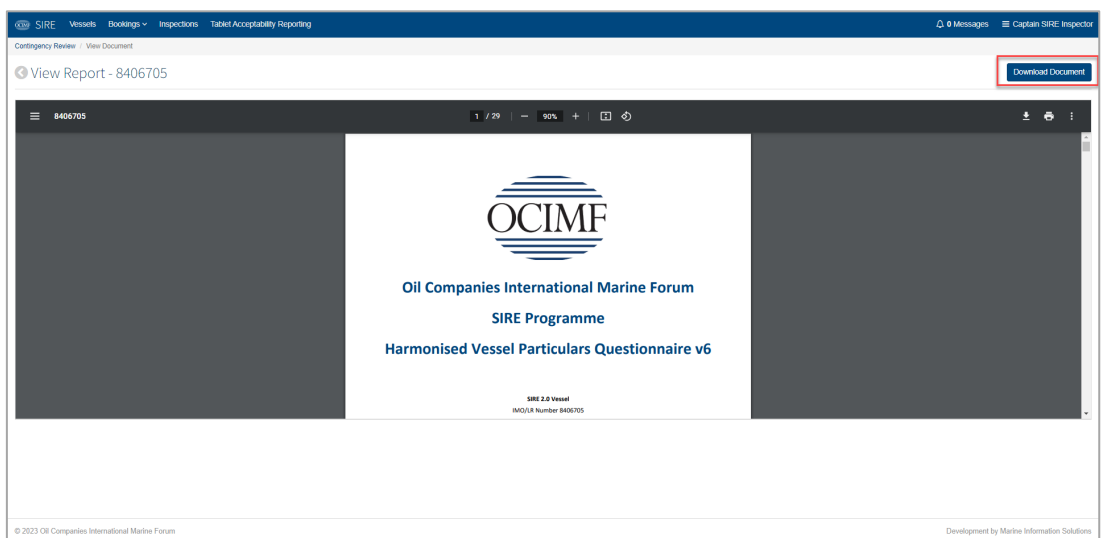 OCIMF SIRE Vessels Bookings Inspections Tablet Acceptability Reporting 0 Messages Captain SIRE Inspector
Contingency Review / View Document
View Report - 8406705 Download Document
8406705 1 / 29 90%
OCIMF
Oil Companies International Marine Forum
SIRE Programme
Harmonised Vessel Particulars Questionnaire v6
SIRE 2.0 Vessel
IMO/LR Number 8406705
© 2023 Oil Companies International Marine Forum Development by Marine Information Solutions